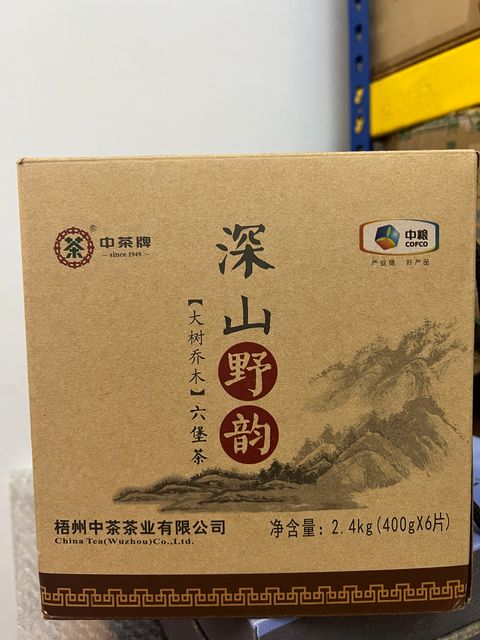 茶
®
中茶牌
since 1949
深山野韵
【大树乔木】六堡茶
中粮
COFCO
产业链 好产品
梧州中茶茶业有限公司
China Tea(Wuzhou)Co.,Ltd.
净含量：2.4kg(400gX6片)